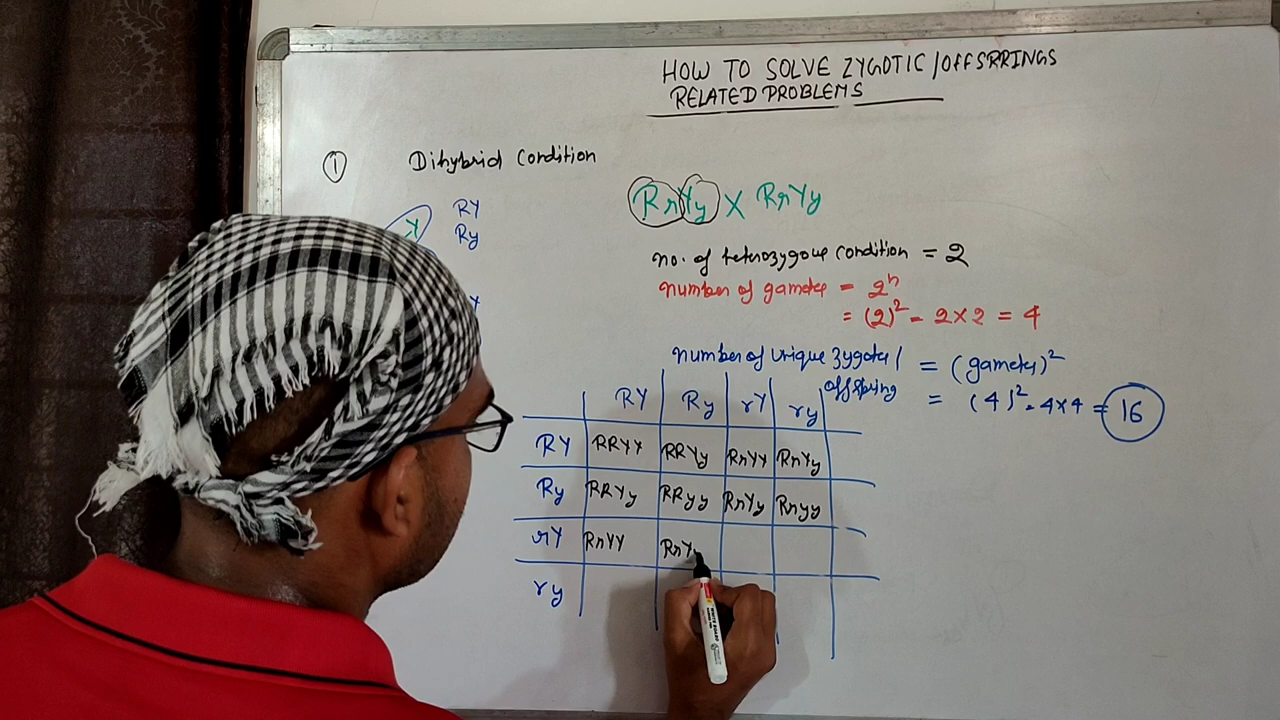 HOW TO SOLVE ZYGOTIC/OFFSRRINGS
RELATED PROBLEMS
① Dihybrid Condition
RY
Ry
Y
RrYy X RrYy
no. of heterozygous condition = 2
number of gametes = 2ⁿ
= (2)² = 2×2 = 4
number of unique zygotes/ = (gametes)²
offspring = (4)² = 4×4 = 16
RY Ry rY ry
RY RRYY RRYy RrYY RrYy
Ry RRYy RRyy RrYy Rryy
rY RrYY RrYy
ry